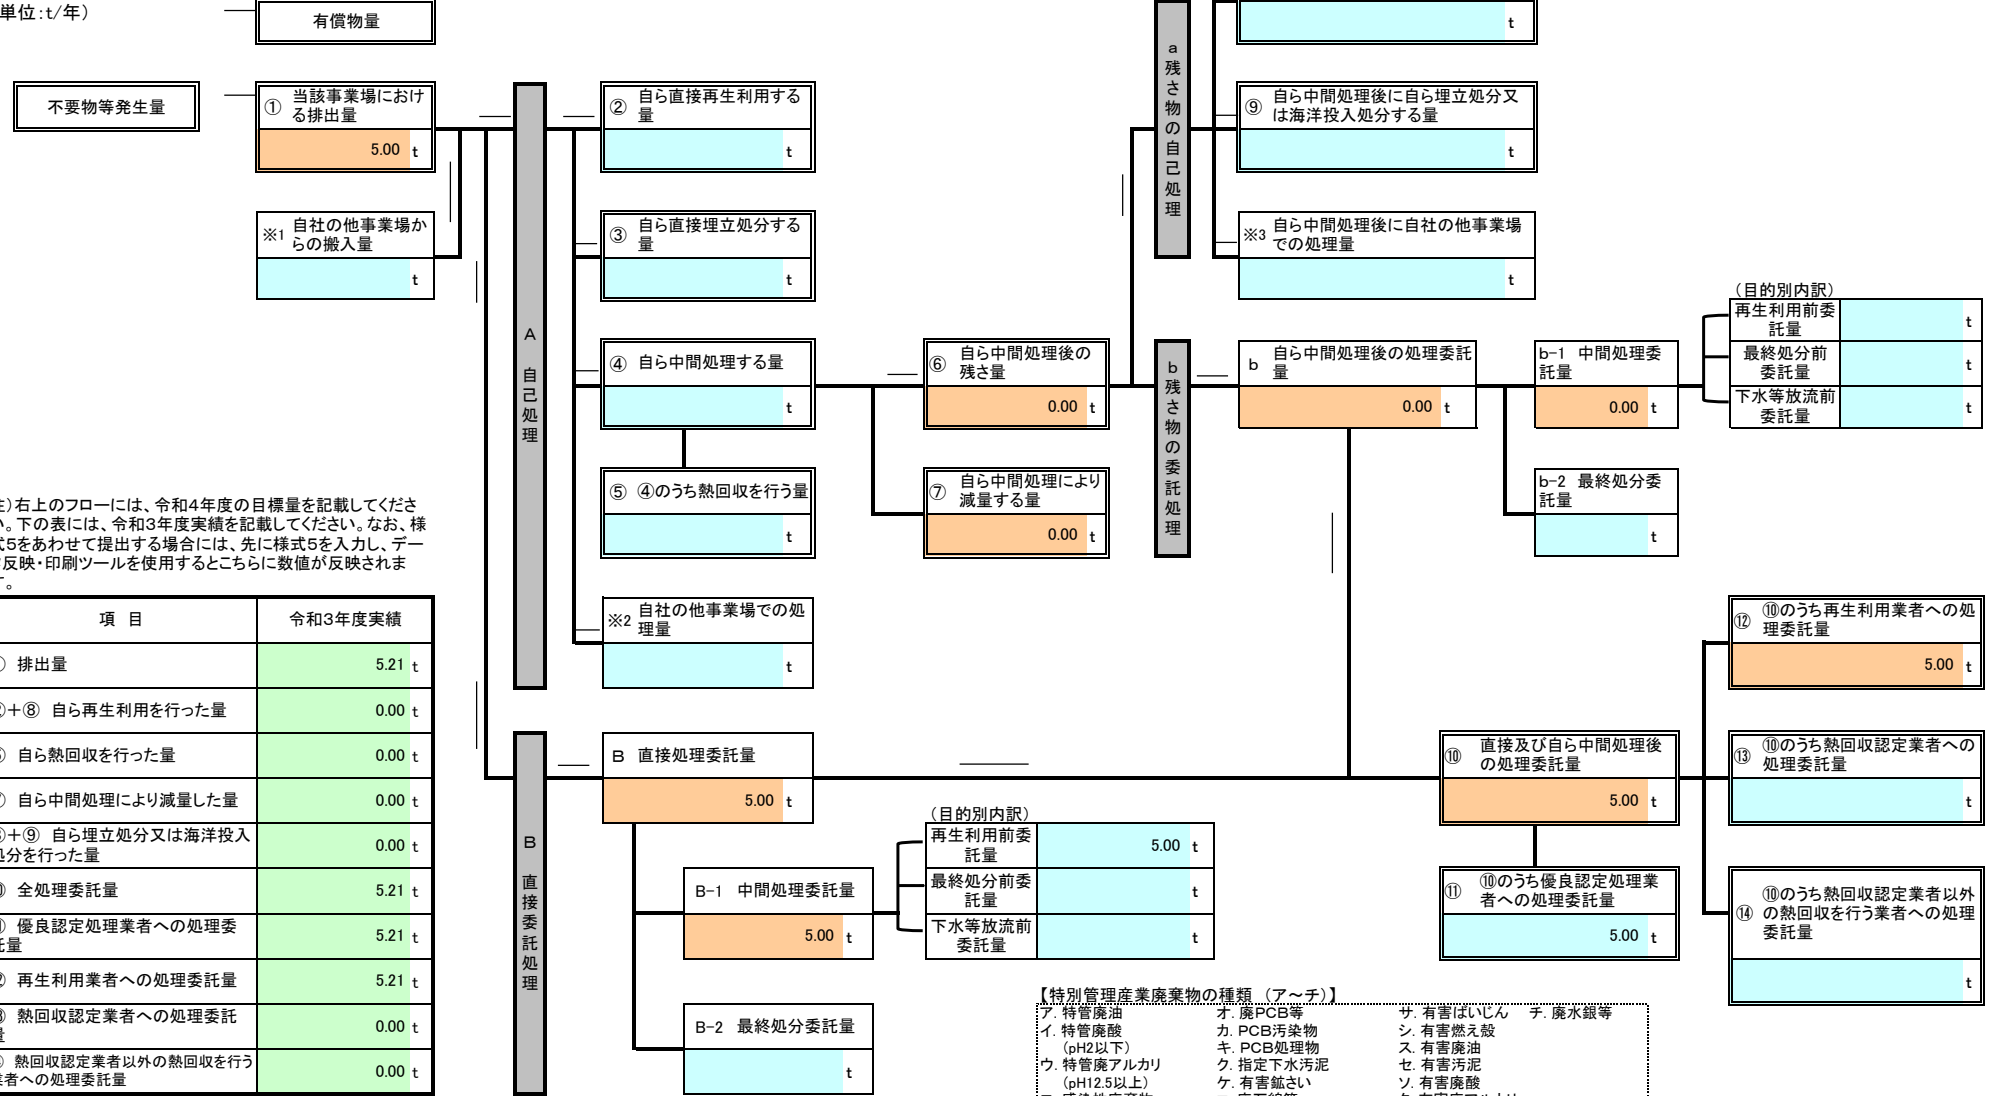 単位:t/年）
有償物量
不要物等発生量
① 当該事業場におけ
る排出量
5.00 t
※1 自社の他事業場か
らの搬入量
t
A 自己処理
② 自ら直接再生利用する
量
t
③ 自ら直接埋立処分する
量
t
④ 自ら中間処理する量
t
⑤ ④のうち熱回収を行う量
t
※2 自社の他事業場での処
理量
t
⑥ 自ら中間処理後の
残さ量
0.00 t
⑦ 自ら中間処理により
減量する量
0.00 t
a 残さ物の自己処理
t
⑨ 自ら中間処理後に自ら埋立処分又
は海洋投入処分する量
t
※3 自ら中間処理後に自社の他事業場
での処理量
t
b 残さ物の委託処理
b 自ら中間処理後の処理委託
量
0.00 t
b-1 中間処理委
託量
0.00 t
（目的別内訳）
再生利用前委
託量
t
最終処分前
委託量
t
下水等放流前
委託量
t
b-2 最終処分委
託量
t
）右上のフローには、令和4年度の目標量を記載してくださ
。下の表には、令和3年度実績を記載してください。なお、様
5をあわせて提出する場合には、先に様式5を入力し、デー
反映・印刷ツールを使用するとこちらに数値が反映されま
。
項 目 令和3年度実績
排出量 5.21 t
＋⑧ 自ら再生利用を行った量 0.00 t
自ら熱回収を行った量 0.00 t
自ら中間処理により減量した量 0.00 t
＋⑨ 自ら埋立処分又は海洋投入
処分を行った量 0.00 t
全処理委託量 5.21 t
優良認定処理業者への処理委
託量 5.21 t
再生利用業者への処理委託量 5.21 t
熱回収認定業者への処理委託
量 0.00 t
熱回収認定業者以外の熱回収を行う
業者への処理委託量 0.00 t
B 直接委託処理
B 直接処理委託量
5.00 t
B-1 中間処理委託量
5.00 t
B-2 最終処分委託量
t
（目的別内訳）
再生利用前委
託量
5.00 t
最終処分前委
託量
t
下水等放流前
委託量
t
⑩ 直接及び自ら中間処理後
の処理委託量
5.00 t
⑪ ⑩のうち優良認定処理業
者への処理委託量
5.00 t
⑫ ⑩のうち再生利用業者への処
理委託量
5.00 t
⑬ ⑩のうち熱回収認定業者への
処理委託量
t
⑭ ⑩のうち熱回収認定業者以外
の熱回収を行う業者への処理
委託量
t
【特別管理産業廃棄物の種類 （ア～チ）】
ア. 特管廃油 オ. 廃PCB等 サ. 有害ばいじん チ. 廃水銀等
イ. 特管廃酸 カ. PCB汚染物 シ. 有害燃え殻
（pH2以下） キ. PCB処理物 ス. 有害廃油
ウ. 特管廃アルカリ ク. 指定下水汚泥 セ. 有害汚泥
（pH12.5以上） ケ. 有害鉱さい ソ. 有害廃酸